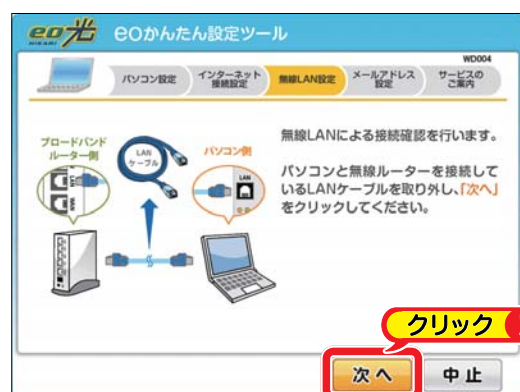 eo光
HIKARI
eoかんたん設定ツール
WD004
パソコン設定
インターネット
接続設定
無線LAN設定
メールアドレス
設定
サービスの
ご案内
ブロードバンド
ルーター側
LAN
ケーブル
パソコン側
LAN
WAN
LAN
無線LANによる接続確認を行います。
パソコンと無線ルーターを接続して
いるLANケーブルを取り外し、「次へ」
をクリックしてください。
クリック
次へ
中止